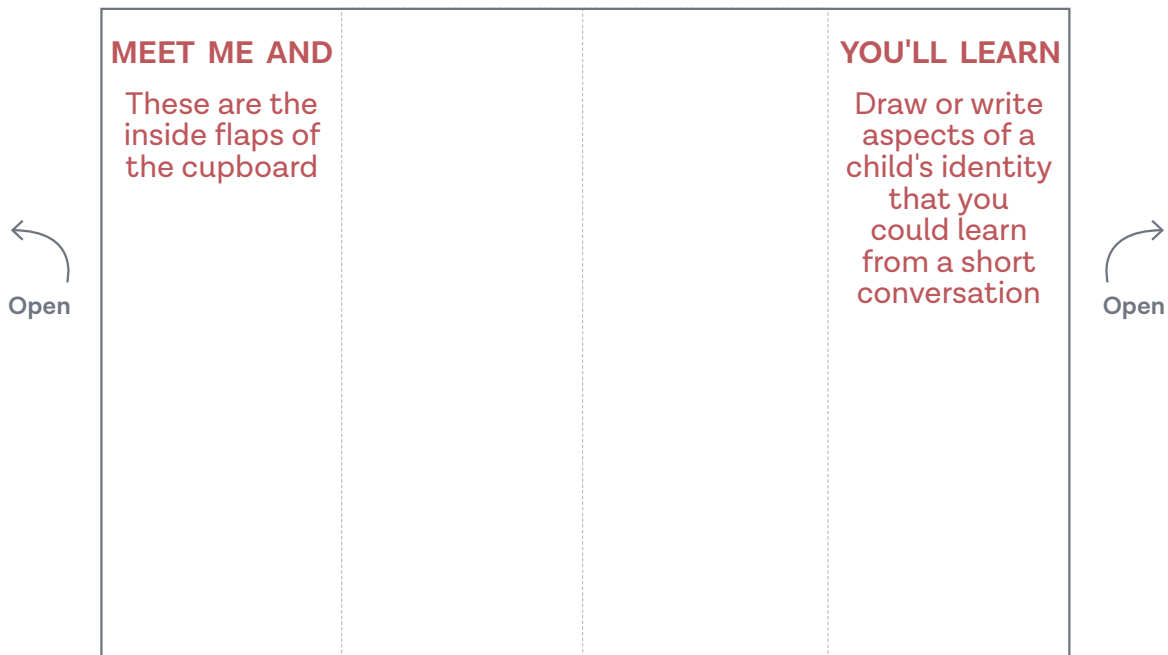 MEET ME AND
These are the
inside flaps of
the cupboard
YOU'LL LEARN
Draw or write
aspects of a
child's identity
that you
could learn
from a short
conversation
Open
Open